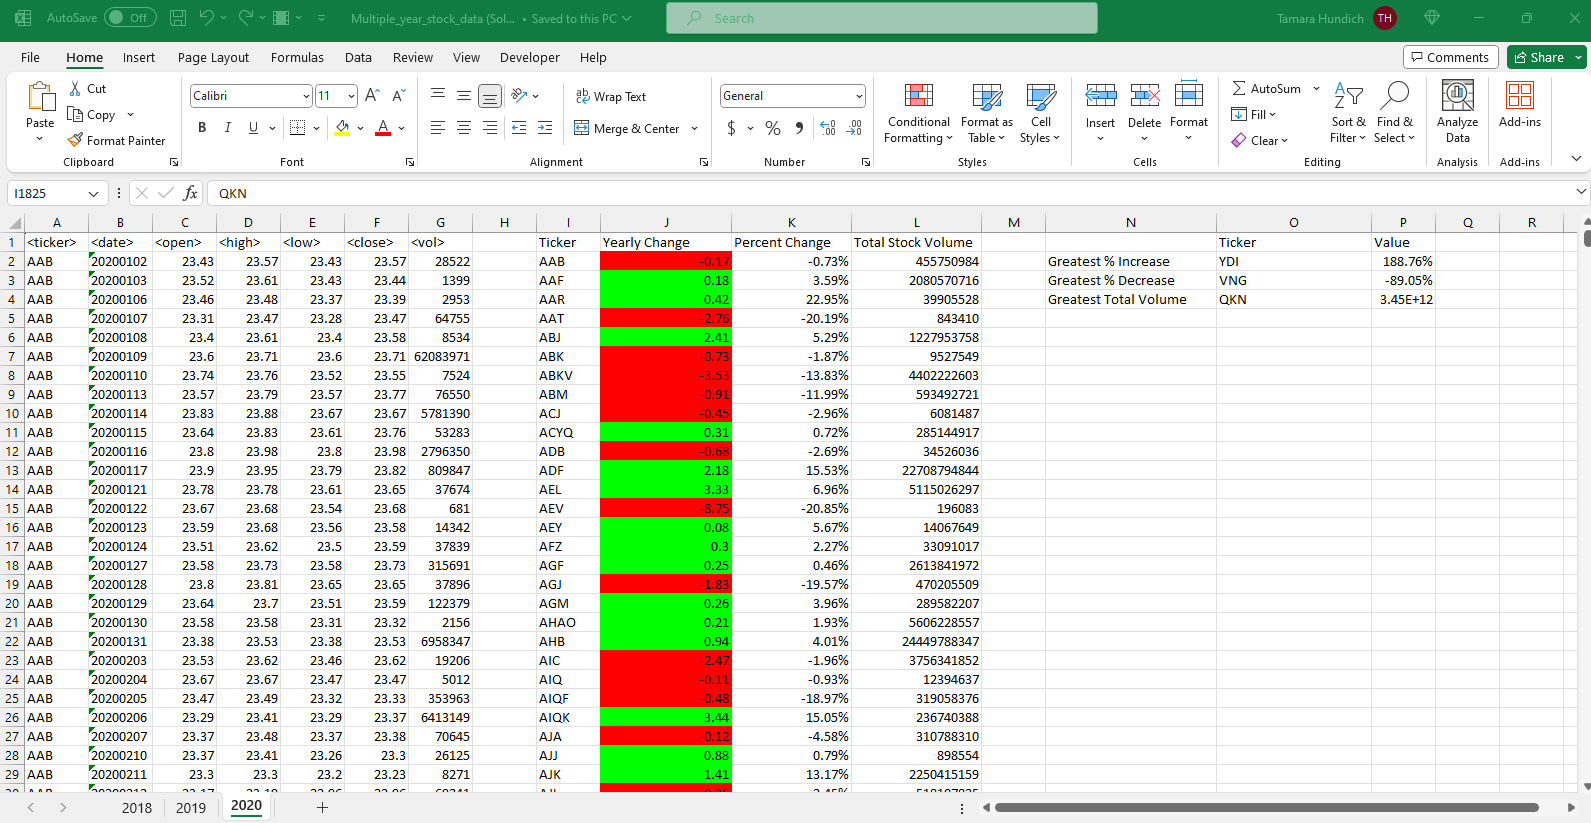 AutoSave Off Multiple_year_stock_data (Sol... • Saved to this PC Search Tamara Hundich TH
File Home Insert Page Layout Formulas Data Review View Developer Help Comments Share
Paste Cut Copy Format Painter Clipboard
Calibri 11 B I U A Font
ab Wrap Text Merge & Center Alignment
General $ % Number
Conditional Formatting Format as Table Cell Styles Styles
Insert Delete Format Cells
AutoSum Fill Clear Sort & Filter Find & Select Editing
Analyze Data Analysis
Add-ins Add-ins
I1825 fx QKN
A B C D E F G H I J K L M N O P Q R
1 <ticker> <date> <open> <high> <low> <close> <vol> Ticker Yearly Change Percent Change Total Stock Volume Ticker Value
2 AAB 20200102 23.43 23.57 23.43 23.57 28522 AAB -0.17 -0.73% 455750984 Greatest % Increase YDI 188.76%
3 AAB 20200103 23.52 23.61 23.43 23.44 1399 AAF 0.18 3.59% 2080570716 Greatest % Decrease VNG -89.05%
4 AAB 20200106 23.46 23.48 23.37 23.39 2953 AAR 0.42 22.95% 39905528 Greatest Total Volume QKN 3.45E+12
5 AAB 20200107 23.31 23.47 23.28 23.47 64755 AAT -2.76 -20.19% 843410
6 AAB 20200108 23.4 23.61 23.4 23.58 8534 ABJ 2.41 5.29% 1227953758
7 AAB 20200109 23.6 23.71 23.6 23.71 62083971 ABK -0.73 -1.87% 9527549
8 AAB 20200110 23.74 23.76 23.52 23.55 7524 ABKV -3.53 -13.83% 4402222603
9 AAB 20200113 23.57 23.79 23.57 23.77 76550 ABM -0.91 -11.99% 593492721
10 AAB 20200114 23.83 23.88 23.67 23.67 5781390 ACJ -0.45 -2.96% 6081487
11 AAB 20200115 23.64 23.83 23.61 23.76 53283 ACYQ 0.31 0.72% 285144917
12 AAB 20200116 23.8 23.98 23.8 23.98 2796350 ADB -0.68 -2.69% 34526036
13 AAB 20200117 23.9 23.95 23.79 23.82 809847 ADF 2.18 15.53% 22708794844
14 AAB 20200121 23.78 23.78 23.61 23.65 37674 AEL 3.33 6.96% 5115026297
15 AAB 20200122 23.67 23.68 23.54 23.68 681 AEV -8.75 -20.85% 196083
16 AAB 20200123 23.59 23.68 23.56 23.58 14342 AEY 0.08 5.67% 14067649
17 AAB 20200124 23.51 23.62 23.5 23.59 37839 AFZ 0.3 2.27% 33091017
18 AAB 20200127 23.58 23.73 23.58 23.73 315691 AGF 0.25 0.46% 2613841972
19 AAB 20200128 23.8 23.81 23.65 23.65 37896 AGJ -1.83 -19.57% 470205509
20 AAB 20200129 23.64 23.7 23.51 23.59 122379 AGM 0.26 3.96% 289582207
21 AAB 20200130 23.58 23.58 23.31 23.32 2156 AHAO 0.21 1.93% 5606228557
22 AAB 20200131 23.38 23.53 23.38 23.53 6958347 AHB 0.94 4.01% 24449788347
23 AAB 20200203 23.53 23.62 23.46 23.62 19206 AIC -2.47 -1.96% 3756341852
24 AAB 20200204 23.67 23.67 23.47 23.47 5012 AIQ -0.11 -0.93% 12394637
25 AAB 20200205 23.47 23.49 23.32 23.33 353963 AIQF -0.48 -18.97% 319058376
26 AAB 20200206 23.29 23.41 23.29 23.37 6413149 AIQK 3.44 15.05% 236740388
27 AAB 20200207 23.37 23.48 23.37 23.38 70645 AJA -0.12 -4.58% 310788310
28 AAB 20200210 23.37 23.41 23.26 23.3 26125 AJJ 0.88 0.79% 898554
29 AAB 20200211 23.3 23.3 23.2 23.23 8271 AJK 1.41 13.17% 2250415159
2018 2019 2020